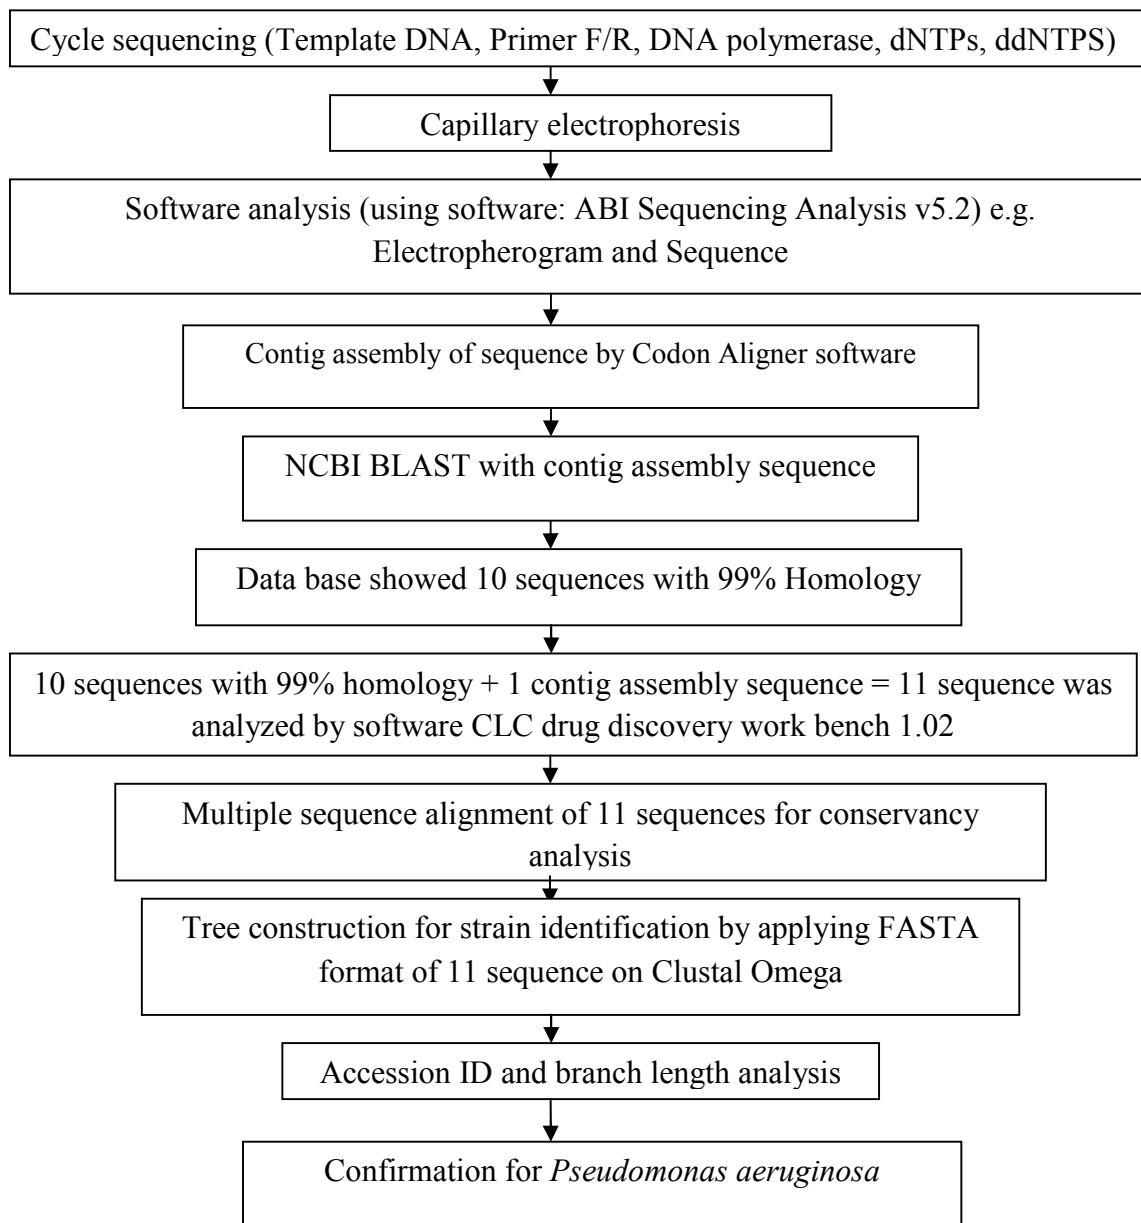 Cycle sequencing (Template DNA, Primer F/R, DNA polymerase, dNTPs, ddNTPS)
Capillary electrophoresis
Software analysis (using software: ABI Sequencing Analysis v5.2) e.g.
Electropherogram and Sequence
Contig assembly of sequence by Codon Aligner software
NCBI BLAST with contig assembly sequence
Data base showed 10 sequences with 99% Homology
10 sequences with 99% homology + 1 contig assembly sequence = 11 sequence was
analyzed by software CLC drug discovery work bench 1.02
Multiple sequence alignment of 11 sequences for conservancy
analysis
Tree construction for strain identification by applying FASTA
format of 11 sequence on Clustal Omega
Accession ID and branch length analysis
Confirmation for Pseudomonas aeruginosa